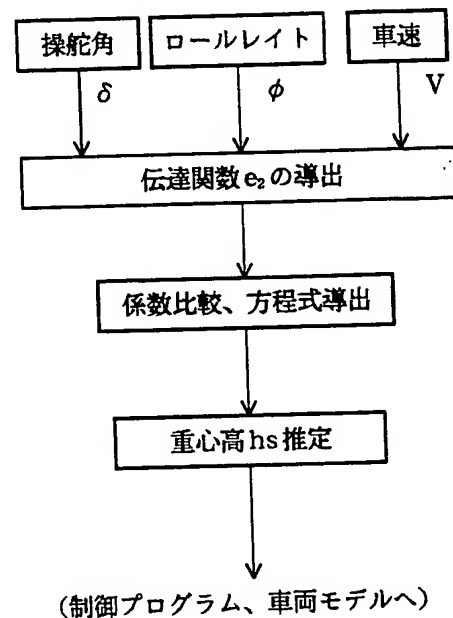 操舵角 ロールレイト 車速
δ φ V
伝達関数e₂の導出
係数比較、方程式導出
重心高hs推定
(制御プログラム、車両モデルへ)